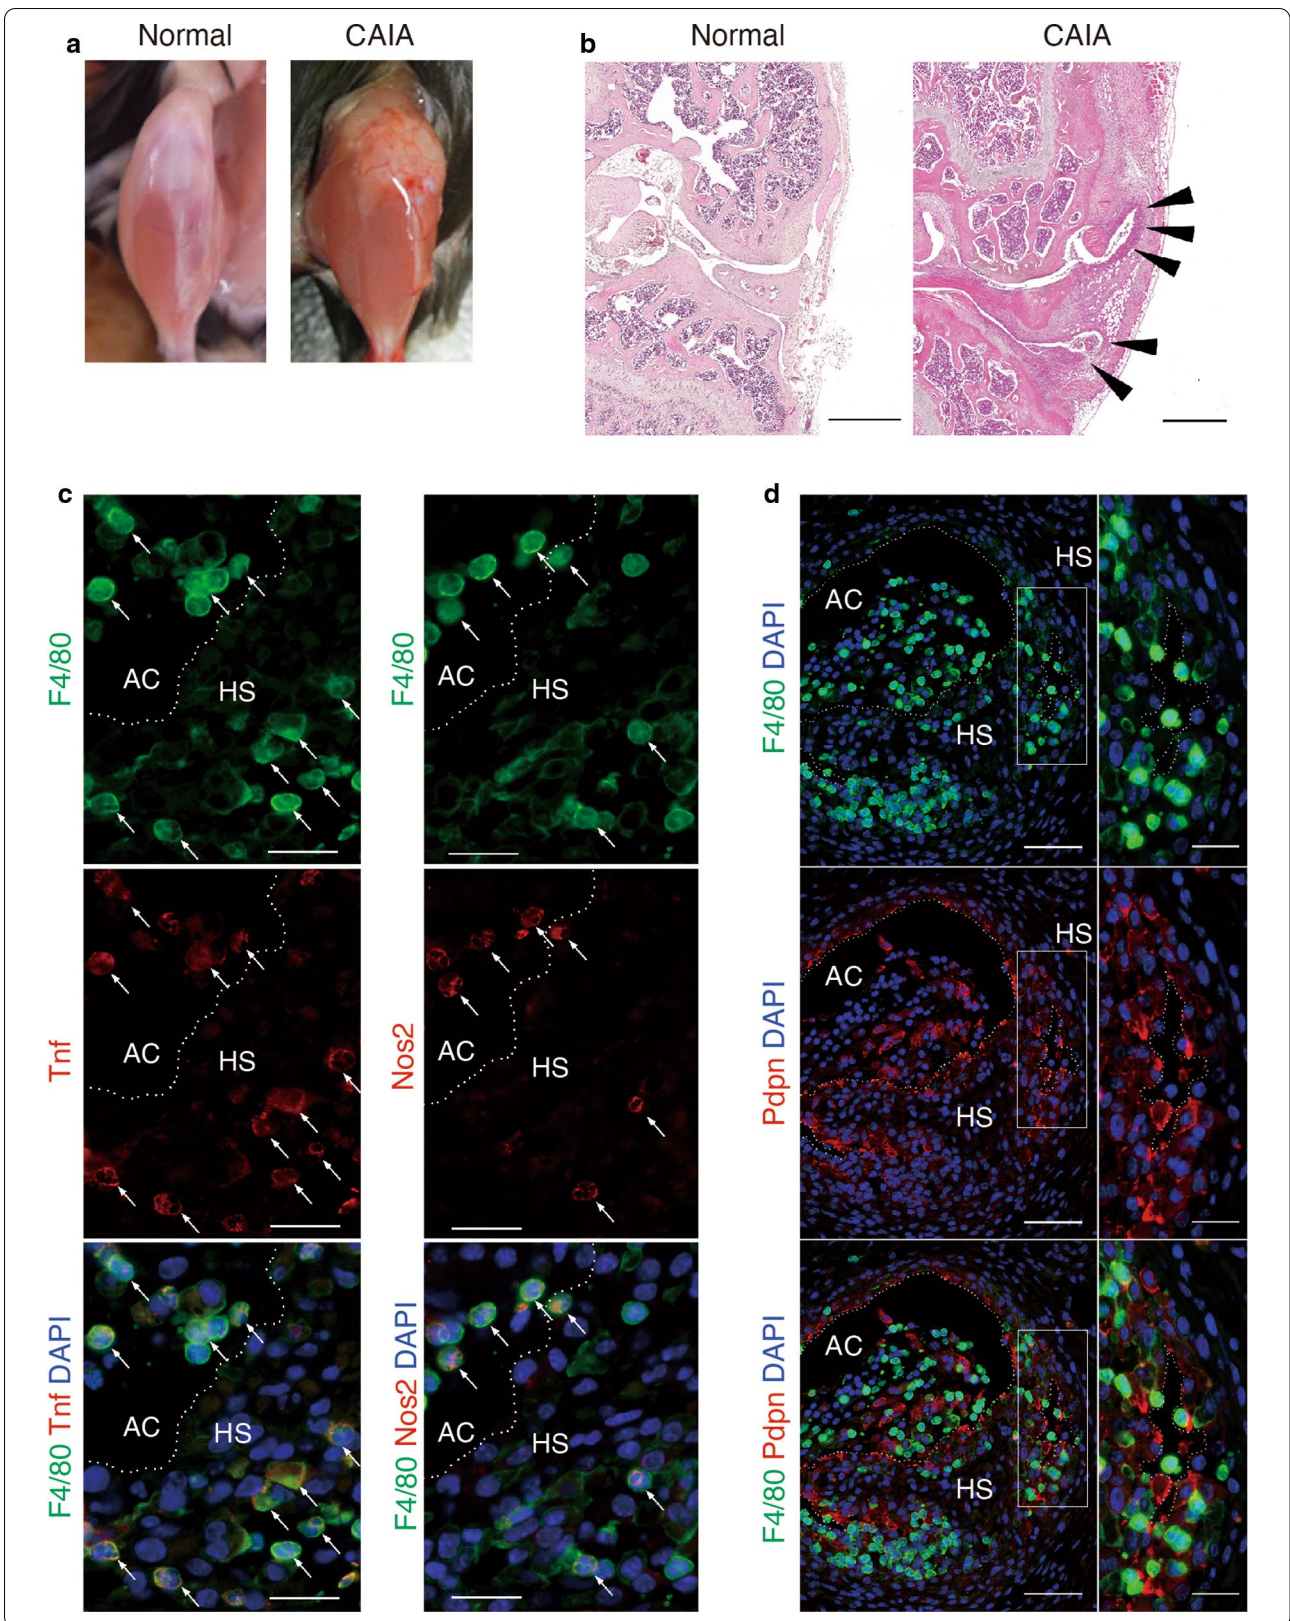 a
Normal
CAIA
b
Normal
CAIA
c
F4/80
AC
HS
F4/80
AC
HS
Tnf
AC
HS
Nos2
AC
HS
F4/80 Tnf DAPI
AC
HS
F4/80 Nos2 DAPI
AC
HS
d
F4/80 DAPI
AC
HS
HS
Pdpn DAPI
AC
HS
HS
F4/80 Pdpn DAPI
AC
HS